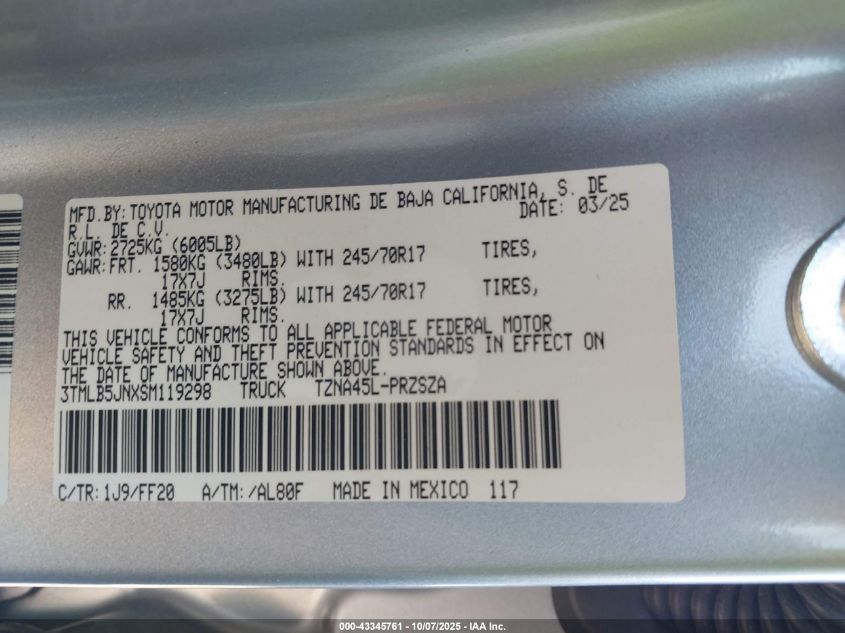 MFD.BY:TOYOTA MOTOR MANUFACTURING DE BAJA CALIFORNIA, S. DE
R.L. DE C.V. DATE: 03/25
GVWR:2725KG (6005LB)
GAWR:FRT. 1580KG (3480LB) WITH 245/70R17 TIRES,
17X7J RIMS.
RR. 1485KG (3275LB) WITH 245/70R17 TIRES,
17X7J RIMS.
THIS VEHICLE CONFORMS TO ALL APPLICABLE FEDERAL MOTOR
VEHICLE SAFETY AND THEFT PREVENTION STANDARDS IN EFFECT ON
THE DATE OF MANUFACTURE SHOWN ABOVE.
3TMLB5JNXSM119298 TRUCK TZNA45L-PRZSZA
C/TR:1J9/FF20 A/TM:/AL80F MADE IN MEXICO 117
000-43345761 - 10/07/2025 - IAA Inc.